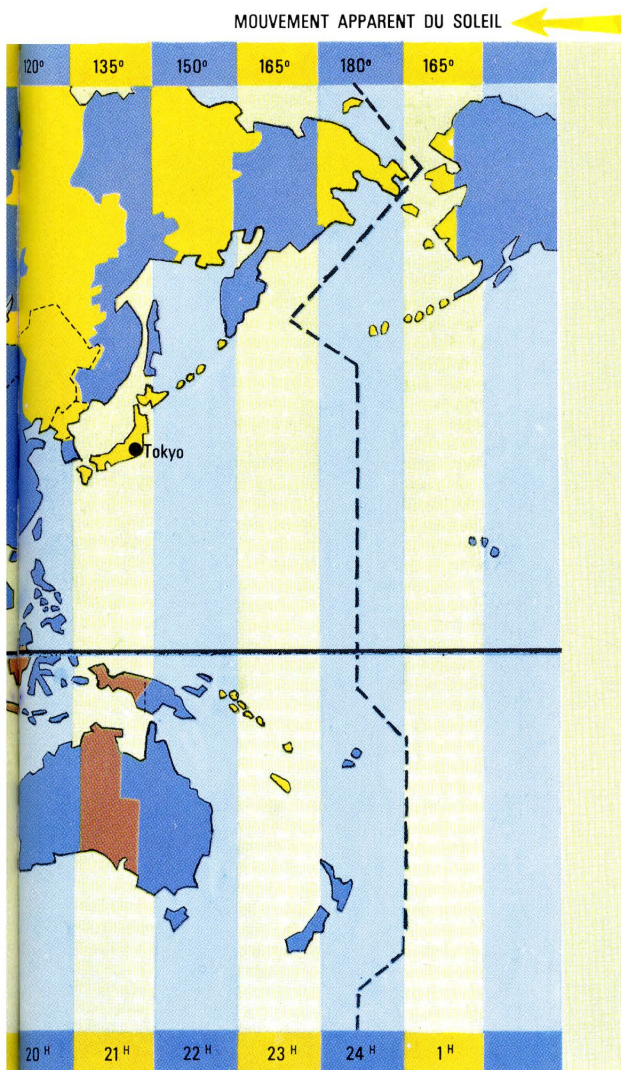 MOUVEMENT APPARENT DU SOLEIL
120° 135° 150° 165° 180° 165°
Tokyo
20 H 21 H 22 H 23 H 24 H 1 H